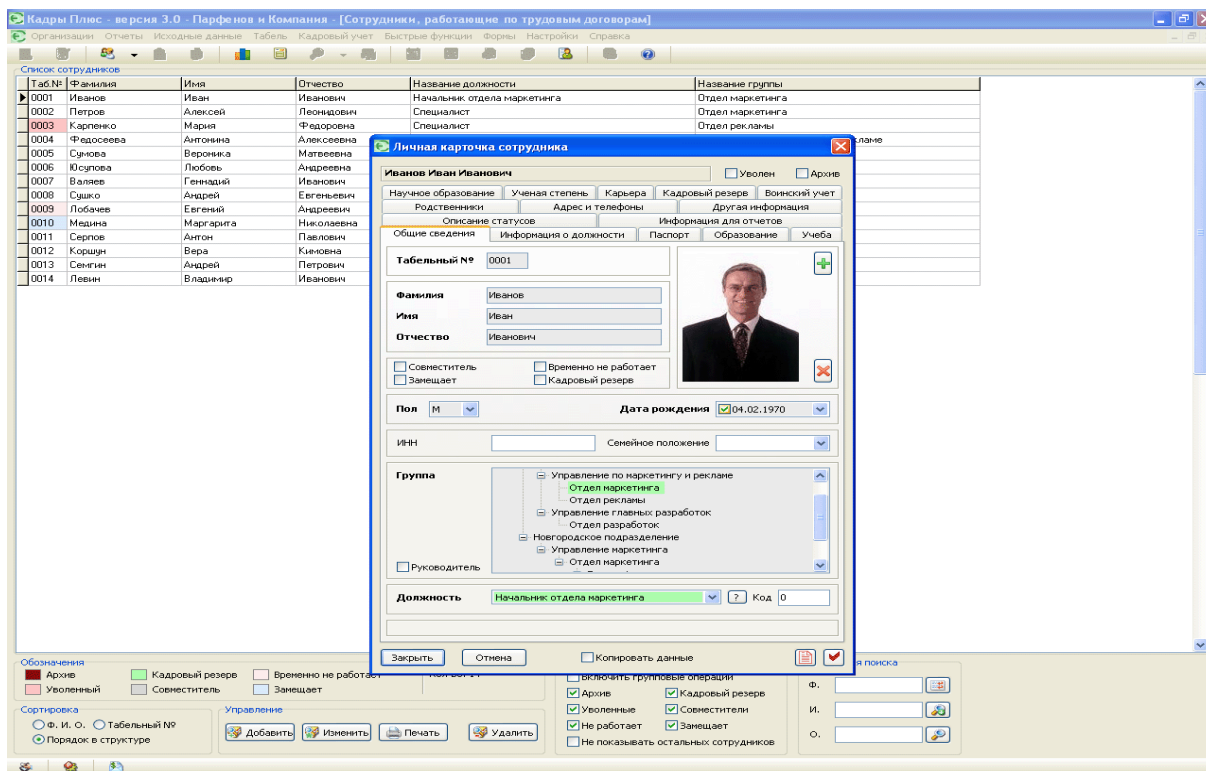 Кадры Плюс - версия 3.0 - Парфенов и Компания - [Сотрудники, работающие по трудовым договорам]
Организации Отчеты Исходные данные Табель Кадровый учет Быстрые функции Формы Настройки Справка
Список сотрудников
Таб.№ Фамилия Имя Отчество Название должности Название группы
0001 Иванов Иван Иванович Начальник отдела маркетинга Отдел маркетинга
0002 Петров Алексей Леонидович Специалист Отдел маркетинга
0003 Карпенко Мария Федоровна Специалист Отдел рекламы
0004 Федосеева Антонина Алексеевна ламе
0005 Сумова Вероника Матвеевна
0006 Юсупова Любовь Андреевна
0007 Валяев Геннадий Иванович
0008 Сушко Андрей Евгеньевич
0009 Лобачев Евгений Андреевич
0010 Медина Маргарита Николаевна
0011 Серпов Антон Павлович
0012 Коршун Вера Кимовна
0013 Семгин Андрей Петрович
0014 Левин Владимир Иванович
Личная карточка сотрудника
Иванов Иван Иванович Уволен Архив
Научное образование Ученая степень Карьера Кадровый резерв Воинский учет
Родственники Адрес и телефоны Другая информация
Описание статусов Информация для отчетов
Общие сведения Информация о должности Паспорт Образование Учеба
Табельный № 0001
Фамилия Иванов
Имя Иван
Отчество Иванович
Совместитель Временно не работает
Замещает Кадровый резерв
Пол М Дата рождения 04.02.1970
ИНН Семейное положение
Группа Управление по маркетингу и рекламе
Отдел маркетинга
Отдел рекламы
Управление главных разработок
Отдел разработок
Новгородское подразделение
Управление маркетинга
Отдел маркетинга
Руководитель
Должность Начальник отдела маркетинга ? Код 0
Закрыть Отмена Копировать данные
Обозначения
Архив Кадровый резерв Временно не работает
Уволенный Совместитель Замещает
Сортировка
Ф. И. О. Табельный №
Порядок в структуре
Управление
Добавить Изменить Печать Удалить
Включить групповые операции
Архив Кадровый резерв
Уволенные Совместители
Не работает Замещает
Не показывать остальных сотрудников
я поиска
Ф.
И.
О.